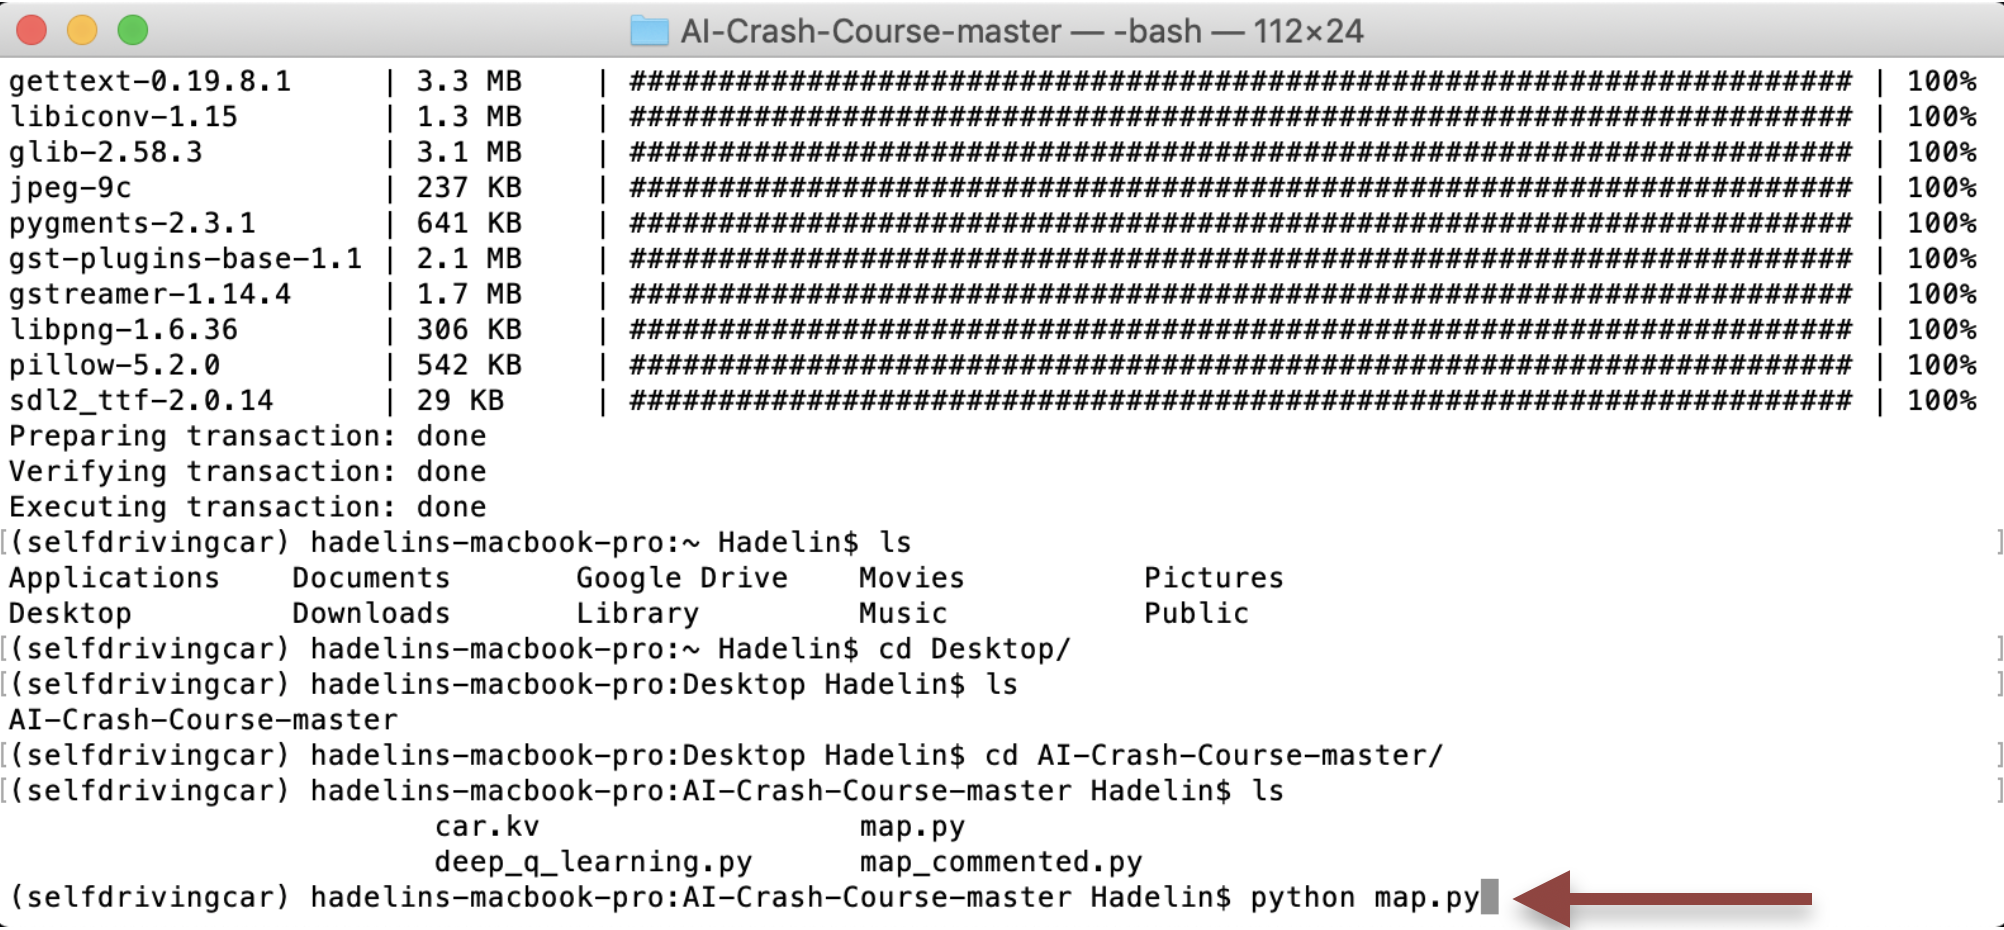 AI-Crash-Course-master — -bash — 112×24
gettext-0.19.8.1     | 3.3 MB    | ##################################################################### | 100%
libiconv-1.15        | 1.3 MB    | ##################################################################### | 100%
glib-2.58.3          | 3.1 MB    | ##################################################################### | 100%
jpeg-9c              | 237 KB    | ##################################################################### | 100%
pygments-2.3.1       | 641 KB    | ##################################################################### | 100%
gst-plugins-base-1.1 | 2.1 MB    | ##################################################################### | 100%
gstreamer-1.14.4     | 1.7 MB    | ##################################################################### | 100%
libpng-1.6.36        | 306 KB    | ##################################################################### | 100%
pillow-5.2.0         | 542 KB    | ##################################################################### | 100%
sdl2_ttf-2.0.14      | 29 KB     | ##################################################################### | 100%
Preparing transaction: done
Verifying transaction: done
Executing transaction: done
[(selfdrivingcar) hadelins-macbook-pro:~ Hadelin$ ls ]
Applications    Documents       Google Drive    Movies          Pictures
Desktop         Downloads       Library         Music           Public
[(selfdrivingcar) hadelins-macbook-pro:~ Hadelin$ cd Desktop/ ]
[(selfdrivingcar) hadelins-macbook-pro:Desktop Hadelin$ ls ]
AI-Crash-Course-master
[(selfdrivingcar) hadelins-macbook-pro:Desktop Hadelin$ cd AI-Crash-Course-master/ ]
[(selfdrivingcar) hadelins-macbook-pro:AI-Crash-Course-master Hadelin$ ls ]
car.kv                  map.py
deep_q_learning.py      map_commented.py
(selfdrivingcar) hadelins-macbook-pro:AI-Crash-Course-master Hadelin$ python map.py